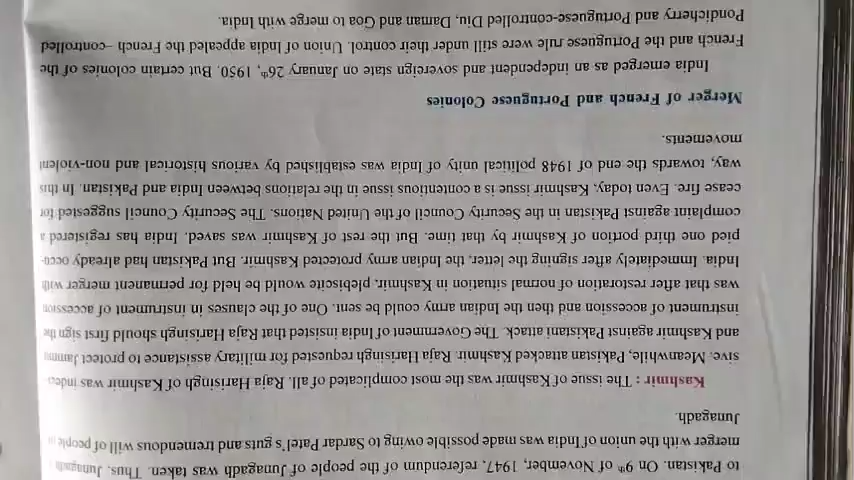 to Pakistan. On 9th of November, 1947, referendum of the people of Junagadh was taken. Thus, Junagadh
merger with the union of India was made possible owing to Sardar Patel's guts and tremendous will of people
Junagadh.
Kashmir : The issue of Kashmir was the most complicated of all. Raja Harisingh of Kashmir was indeci-
sive. Meanwhile, Pakistan attacked Kashmir. Raja Harisingh requested for military assistance to protect Jammu
and Kashmir against Pakistani attack. The Government of India insisted that Raja Harisingh should first sign the
instrument of accession and then the Indian army could be sent. One of the clauses in instrument of accession
was that after restoration of normal situation in Kashmir, plebiscite would be held for permanent merger with
India. Immediately after signing the letter, the Indian army protected Kashmir. But Pakistan had already occu-
pied one third portion of Kashmir by that time. But the rest of Kashmir was saved. India has registered a
complaint against Pakistan in the Security Council of the United Nations. The Security Council suggested for
cease fire. Even today, Kashmir issue is a contentious issue in the relations between India and Pakistan. In this
way, towards the end of 1948 political unity of India was established by various historical and non-violent
movements.
Merger of French and Portuguese Colonies
India emerged as an independent and sovereign state on January 26th, 1950. But certain colonies of the
French and the Portuguese rule were still under their control. Union of India appealed the French –controlled
Pondicherry and Portuguese-controlled Diu, Daman and Goa to merge with India.